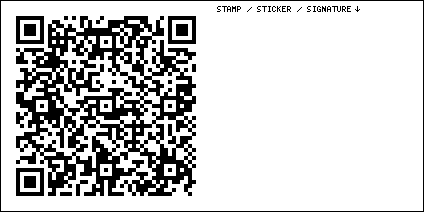 STAMP / STICKER / SIGNATURE ↓